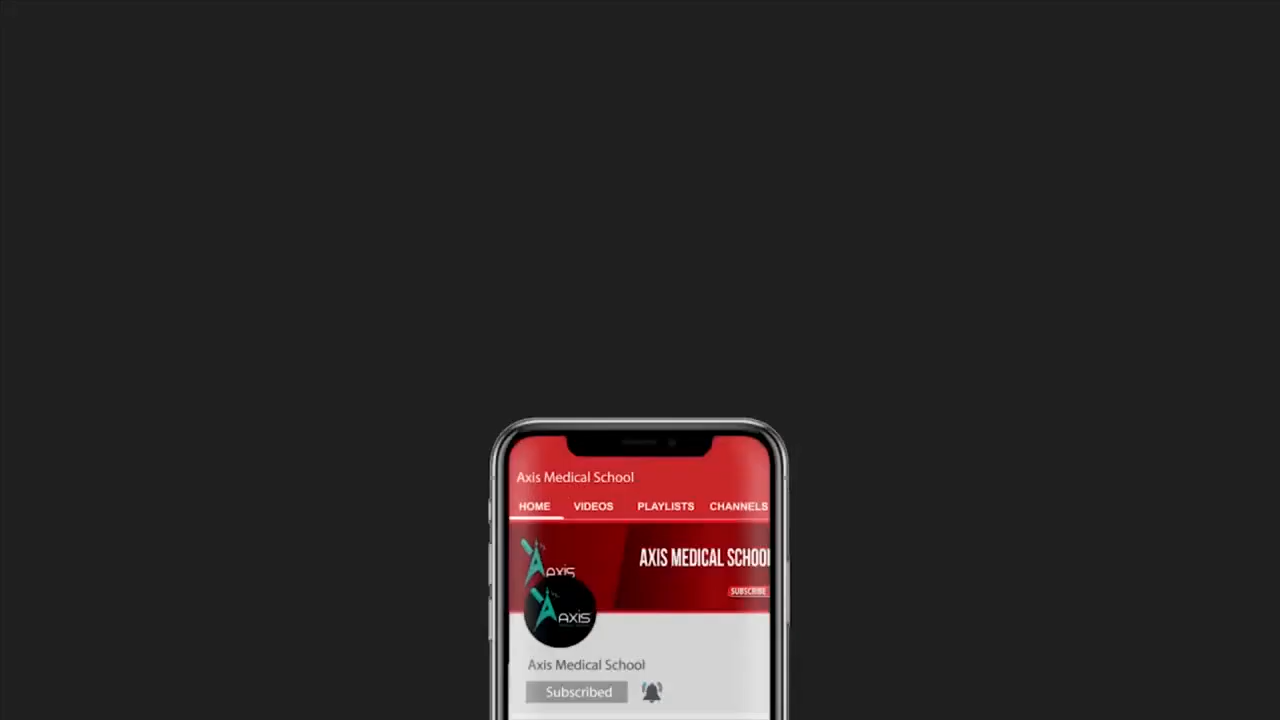 Axis Medical School
HOME VIDEOS PLAYLISTS CHANNELS
AXIS MEDICAL SCHOOL
AXIS
SUBSCRIBE
AXIS
Axis Medical School
Subscribed